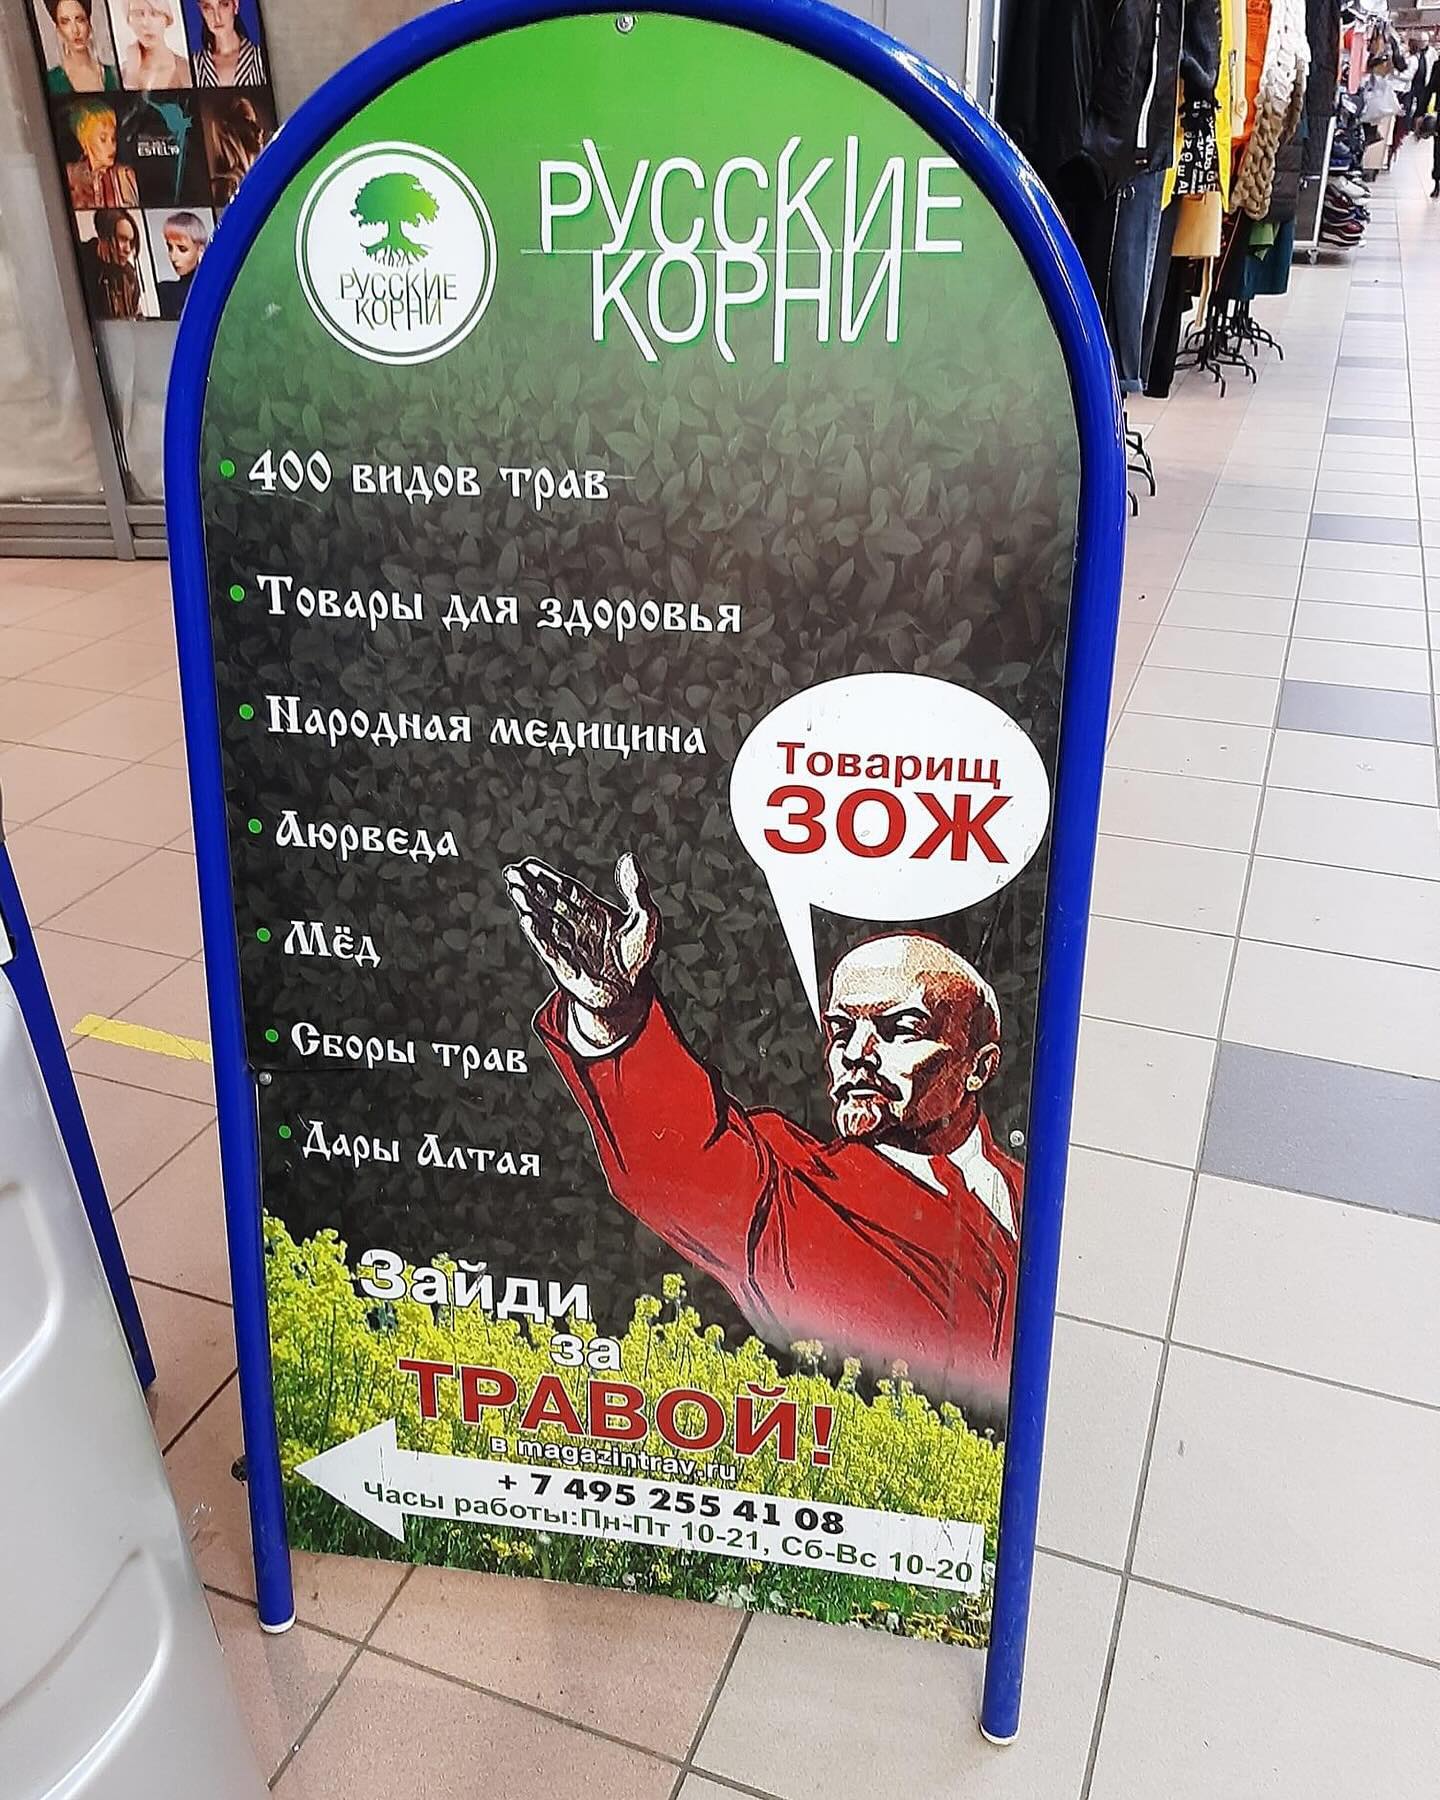 ESTEL
РУССКИЕ
КОРНИ
РУССКИЕ
КОРНИ
400 видов трав
Товары для здоровья
Народная медицина
Аюрведа
Мёд
Сборы трав
Дары Алтая
Товарищ
ЗОЖ
Зайди
за
ТРАВОЙ!
в magazintrav.ru
+ 7 495 255 41 08
Часы работы:Пн-Пт 10-21, Сб-Вс 10-20